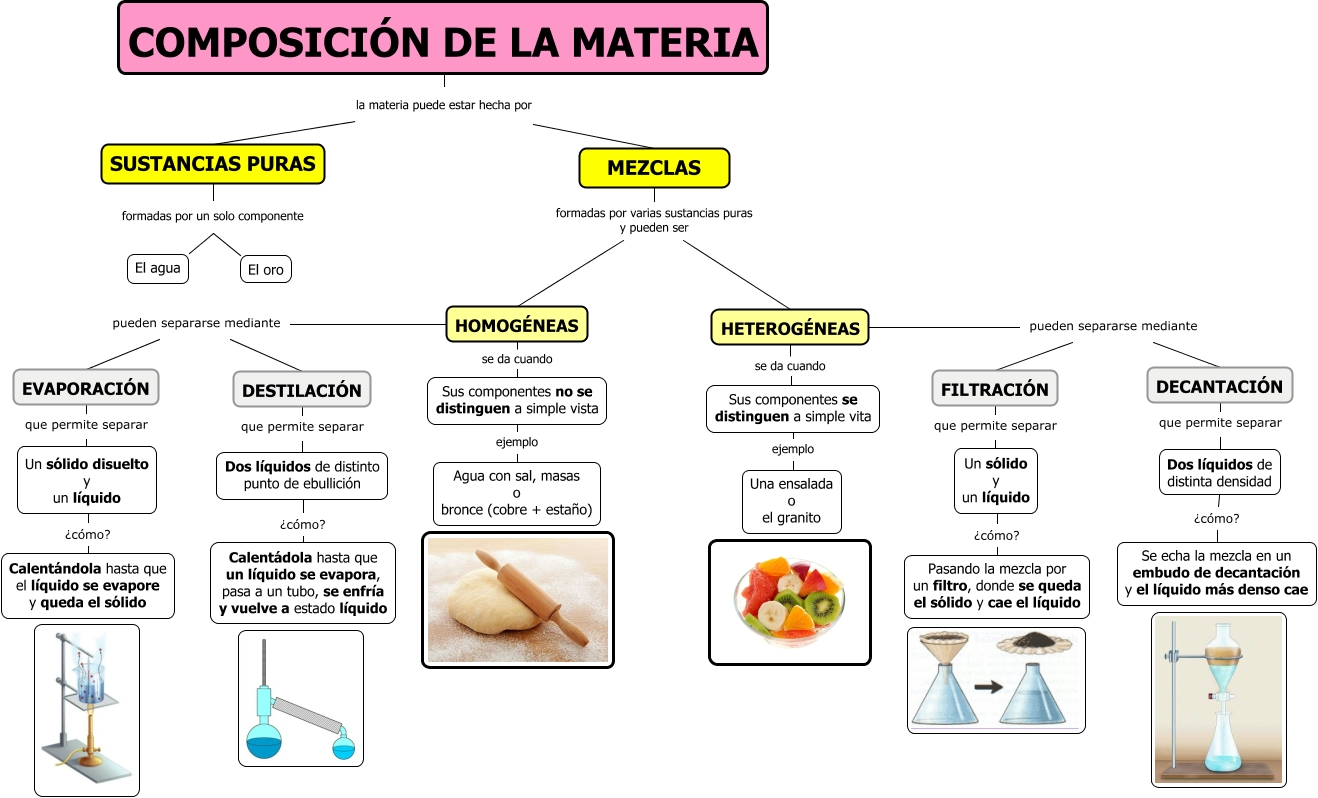 COMPOSICIÓN DE LA MATERIA
la materia puede estar hecha por
SUSTANCIAS PURAS
formadas por un solo componente
El agua
El oro
MEZCLAS
formadas por varias sustancias puras
y pueden ser
HOMOGÉNEAS
pueden separarse mediante
EVAPORACIÓN
que permite separar
Un sólido disuelto
y
un líquido
¿cómo?
Calentándola hasta que
el líquido se evapore
y queda el sólido
DESTILACIÓN
que permite separar
Dos líquidos de distinto
punto de ebullición
¿cómo?
Calentádola hasta que
un líquido se evapora,
pasa a un tubo, se enfría
y vuelve a estado líquido
se da cuando
Sus componentes no se
distinguen a simple vista
ejemplo
Agua con sal, masas
o
bronce (cobre + estaño)
HETEROGÉNEAS
se da cuando
Sus componentes se
distinguen a simple vita
ejemplo
Una ensalada
o
el granito
pueden separarse mediante
FILTRACIÓN
que permite separar
Un sólido
y
un líquido
¿cómo?
Pasando la mezcla por
un filtro, donde se queda
el sólido y cae el líquido
DECANTACIÓN
que permite separar
Dos líquidos de
distinta densidad
¿cómo?
Se echa la mezcla en un
embudo de decantación
y el líquido más denso cae